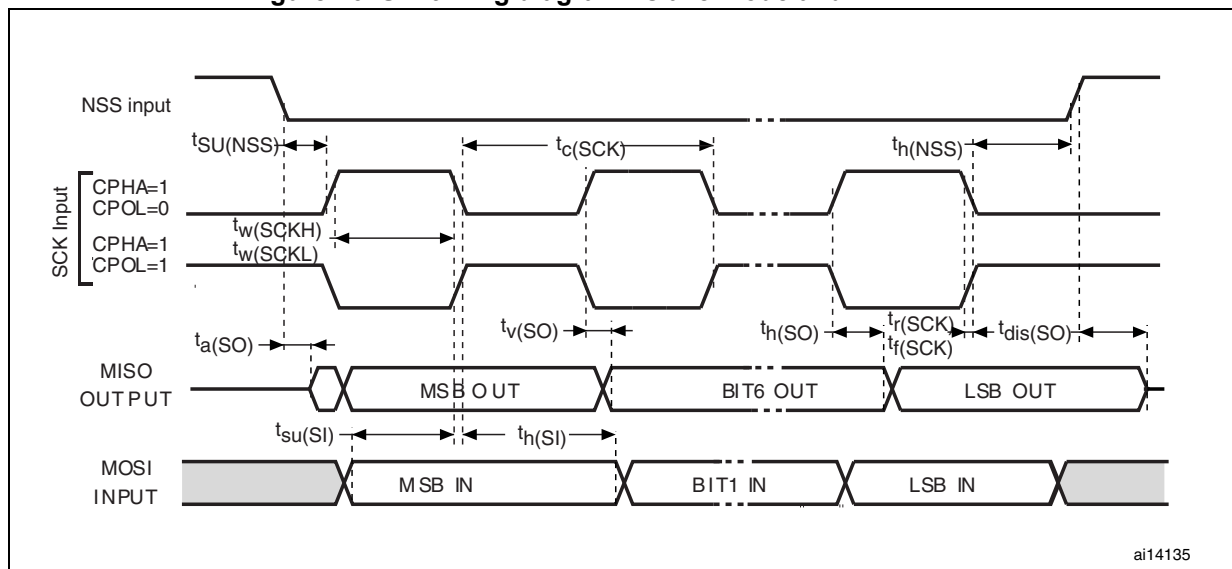 NSS input
tSU(NSS)
tc(SCK)
th(NSS)
SCK Input
CPHA=1
CPOL=0
tw(SCKH)
tw(SCKL)
CPHA=1
CPOL=1
ta(SO)
tv(SO)
th(SO)
tr(SCK)
tf(SCK)
tdis(SO)
MISO
OUTPUT
MSB OUT
BIT6 OUT
LSB OUT
tsu(SI)
th(SI)
MOSI
INPUT
MSB IN
BIT1 IN
LSB IN
ai14135